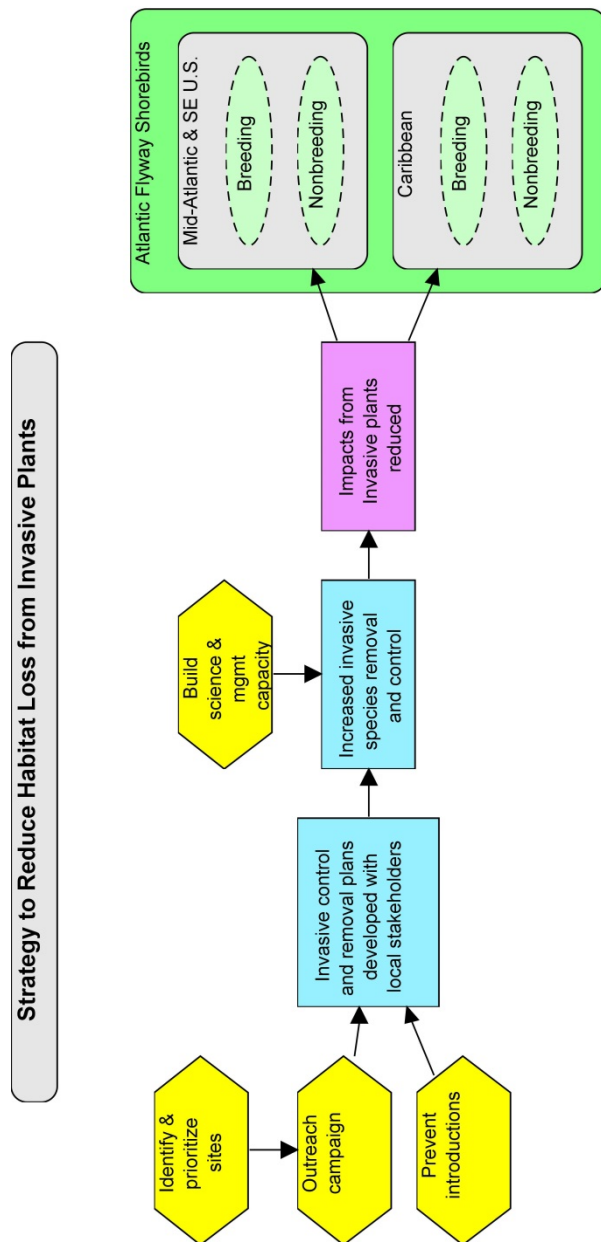 Strategy to Reduce Habitat Loss from Invasive Plants
Identify &
prioritize
sites
Outreach
campaign
Prevent
introductions
Invasive control
and removal plans
developed with
local stakeholders
Build
science &
mgmt
capacity
Increased invasive
species removal
and control
Impacts from
Invasive plants
reduced
Atlantic Flyway Shorebirds
Mid-Atlantic & SE U.S.
Breeding
Nonbreeding
Caribbean
Breeding
Nonbreeding